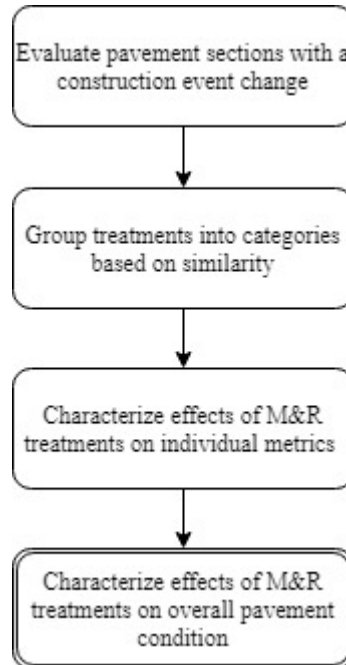 Evaluate pavement sections with a
construction event change
Group treatments into categories
based on similarity
Characterize effects of M&R
treatments on individual metrics
Characterize effects of M&R
treatments on overall pavement
condition